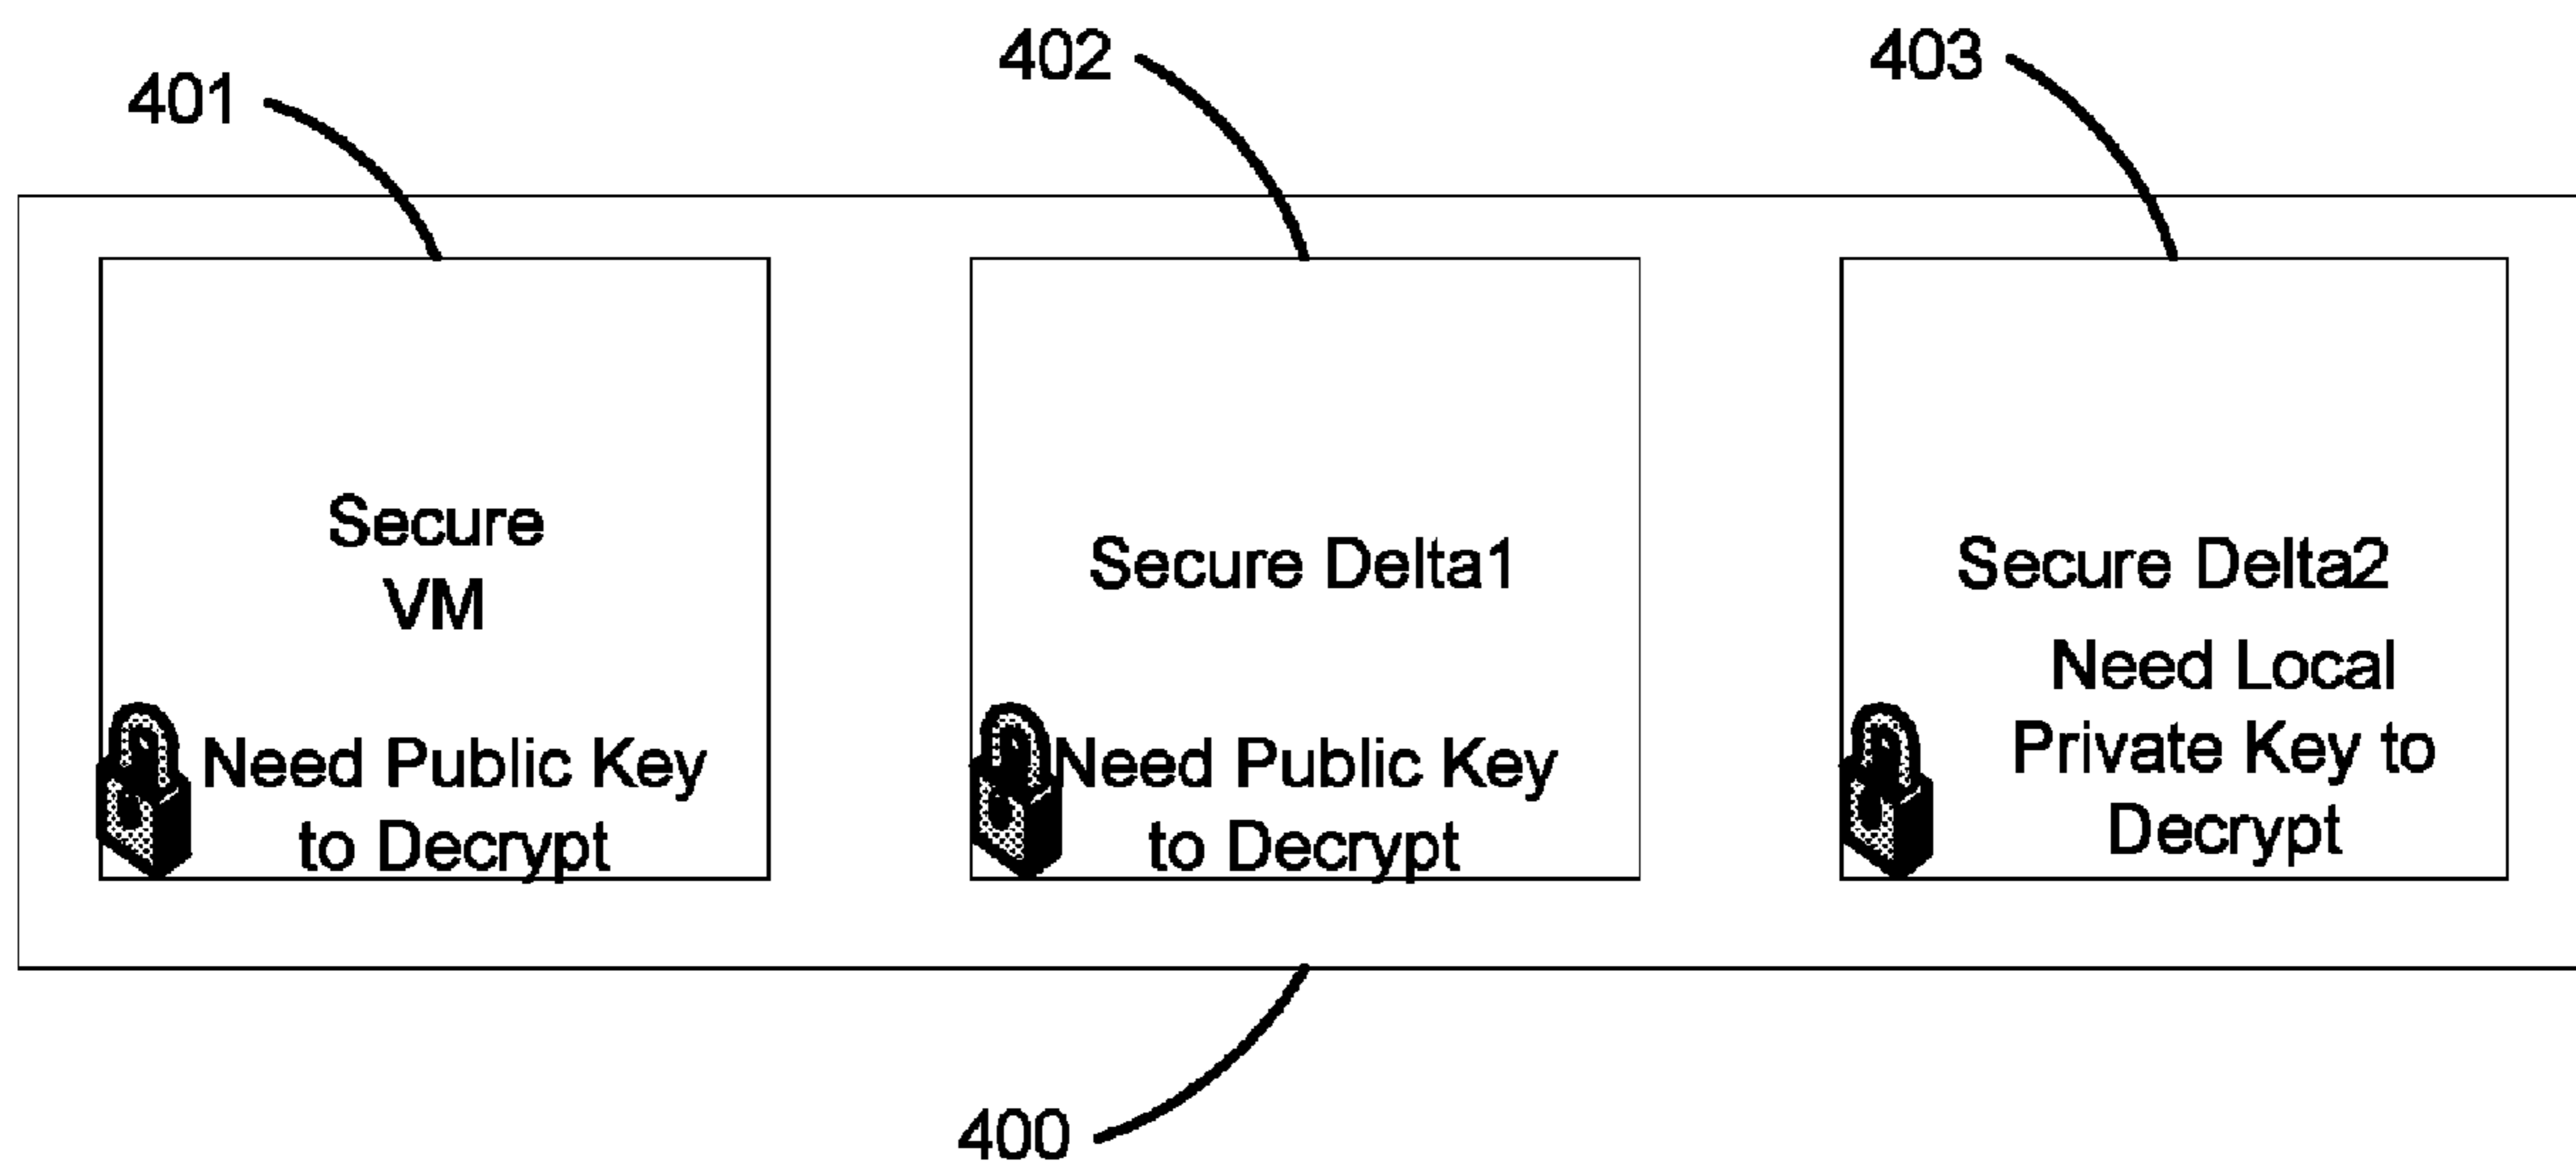 401
402
403
Secure
VM
Need Public Key
to Decrypt
Secure Delta1
Need Public Key
to Decrypt
Secure Delta2
Need Local
Private Key to
Decrypt
400